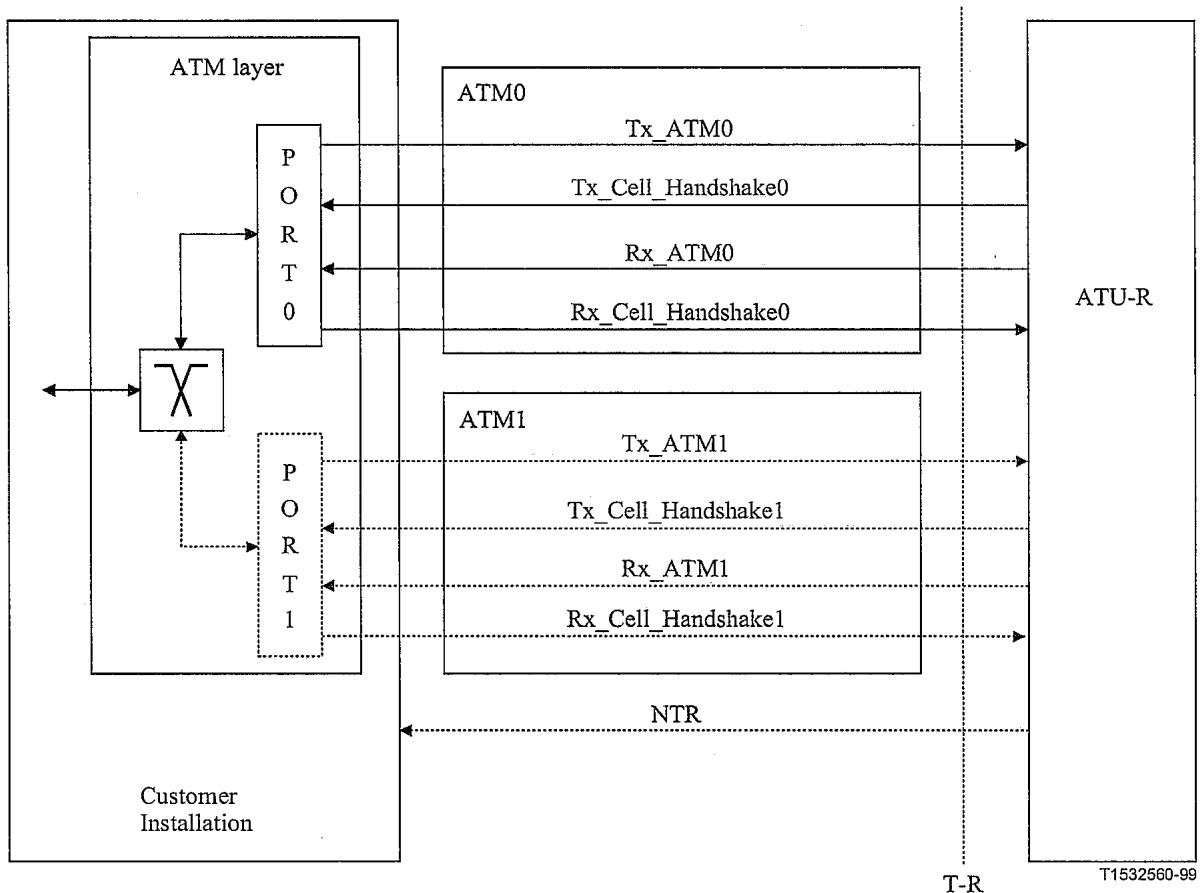 ATM layer
ATM0
Tx_ATM0
Tx_Cell_Handshake0
Rx_ATM0
Rx_Cell_Handshake0
P
O
R
T
0
ATU-R
ATM1
Tx_ATM1
Tx_Cell_Handshake1
Rx_ATM1
Rx_Cell_Handshake1
P
O
R
T
1
NTR
Customer
Installation
T-R
T1532560-99